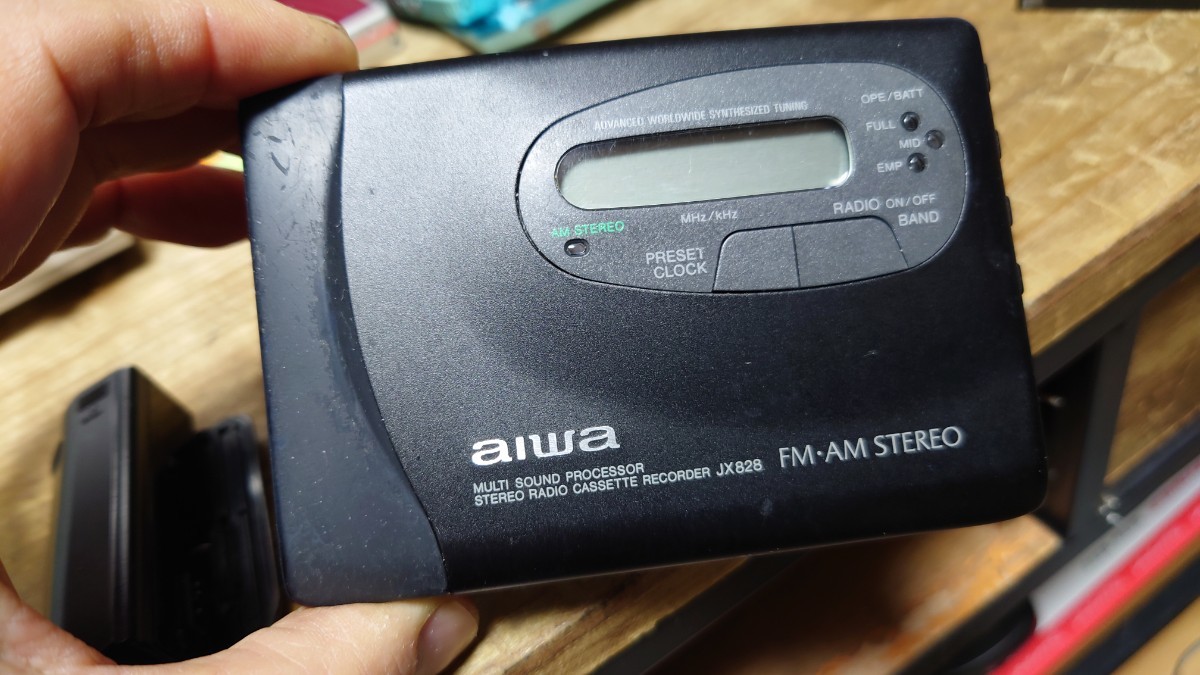 ADVANCED WORLDWIDE SYNTHESIZED TUNING
OPE/BATT
FULL
MID
EMP
MHz/kHz
RADIO ON/OFF
BAND
AM STEREO
PRESET
CLOCK
aiwa
MULTI SOUND PROCESSOR
STEREO RADIO CASSETTE RECORDER JX828
FM·AM STEREO